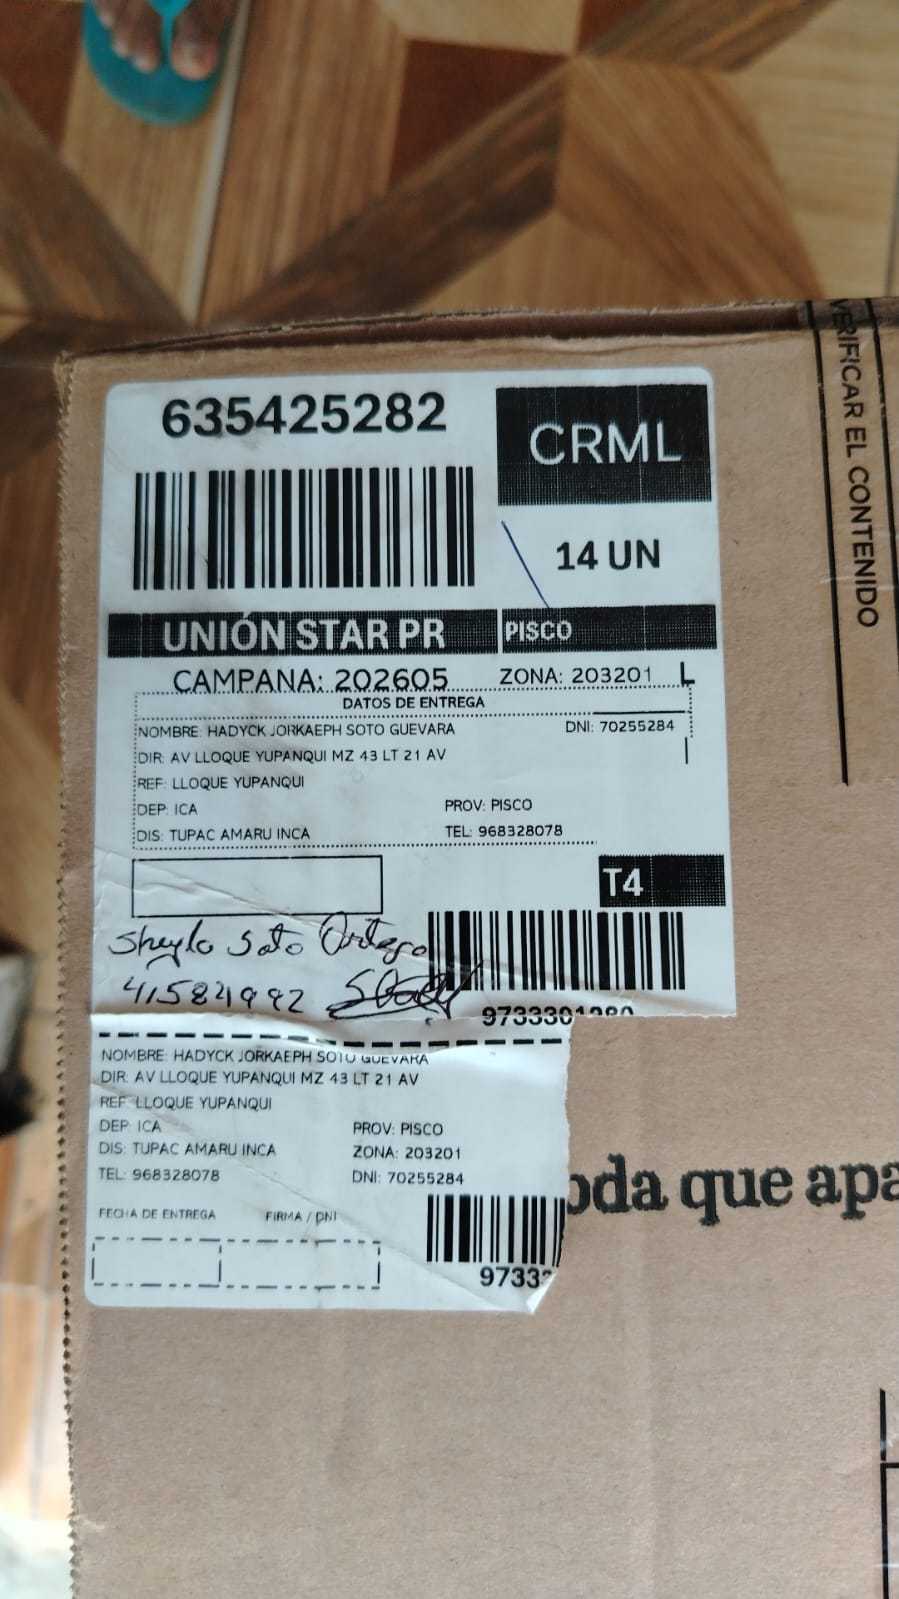 VERIFICAR EL CONTENIDO
635425282
CRML
14 UN
UNIÓN STAR PR
PISCO
CAMPAÑA: 202605
ZONA: 203201 L
DATOS DE ENTREGA
NOMBRE: HADYCK JORKAEPH SOTO GUEVARA DNI: 70255284
DIR: AV LLOQUE YUPANQUI MZ 43 LT 21 AV
REF: LLOQUE YUPANQUI
DEP: ICA PROV: PISCO
DIS: TUPAC AMARU INCA TEL: 968328078
T4
Sheyla Soto Ortega
41584992
NOMBRE: HADYCK JORKAEPH SOTO GUEVARA
DIR: AV LLOQUE YUPANQUI MZ 43 LT 21 AV
REF: LLOQUE YUPANQUI
DEP: ICA PROV: PISCO
DIS: TUPAC AMARU INCA ZONA: 203201
TEL: 968328078 DNI: 70255284
FECHA DE ENTREGA FIRMA / DNI
97333
oda que apa